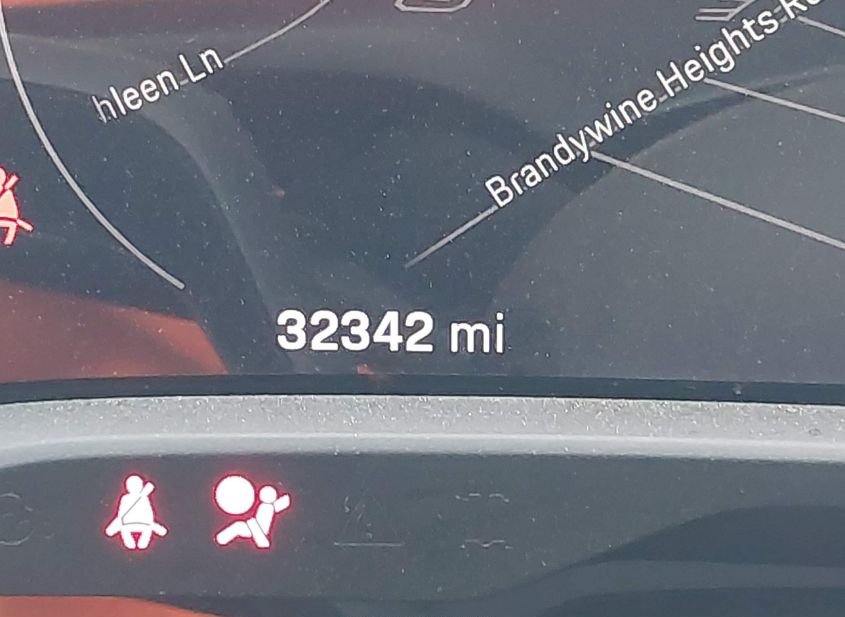 hleen Ln
Brandywine Heights
32342 mi